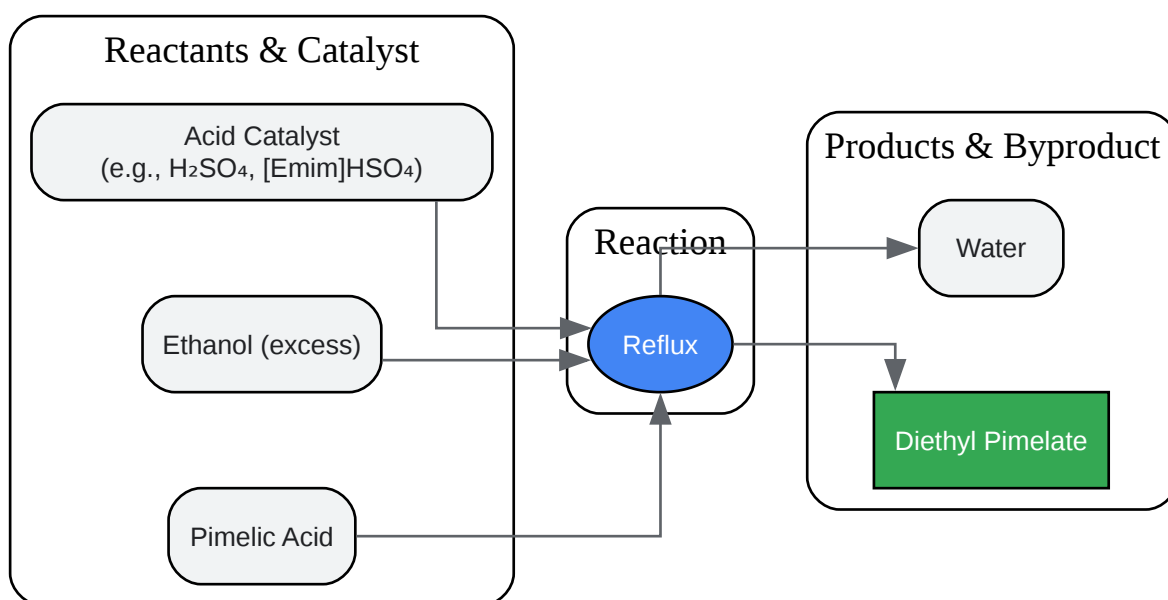 Reactants & Catalyst
Acid Catalyst
(e.g., H₂SO₄, [Emim]HSO₄)
Ethanol (excess)
Pimelic Acid
Reaction
Reflux
Products & Byproduct
Water
Diethyl Pimelate